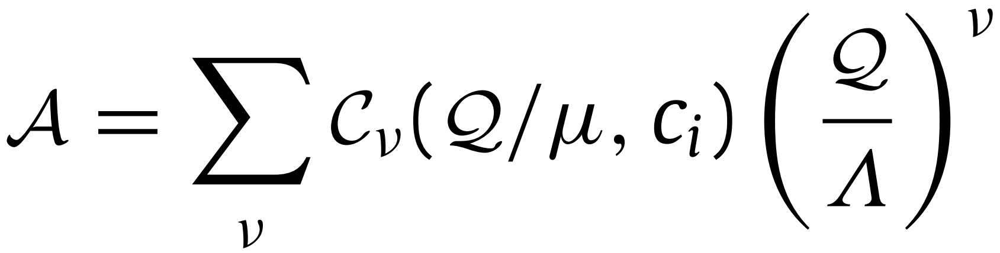 𝒜 = ∑_ν 𝒞_ν(𝒬/μ, c_i) (𝒬/Λ)^ν